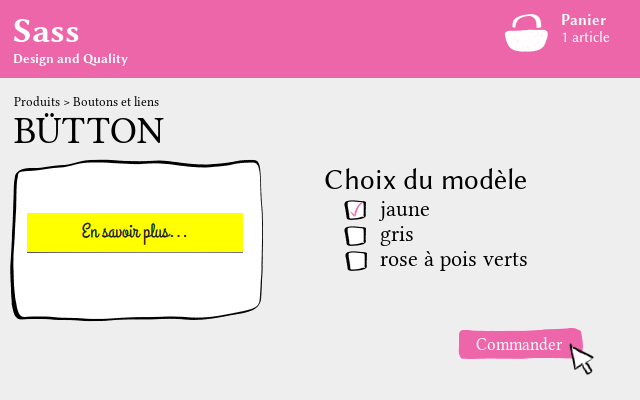 Sass
Design and Quality
Panier
1 article
Produits > Boutons et liens
BÜTTON
En savoir plus...
Choix du modèle
jaune
gris
rose à pois verts
Commander